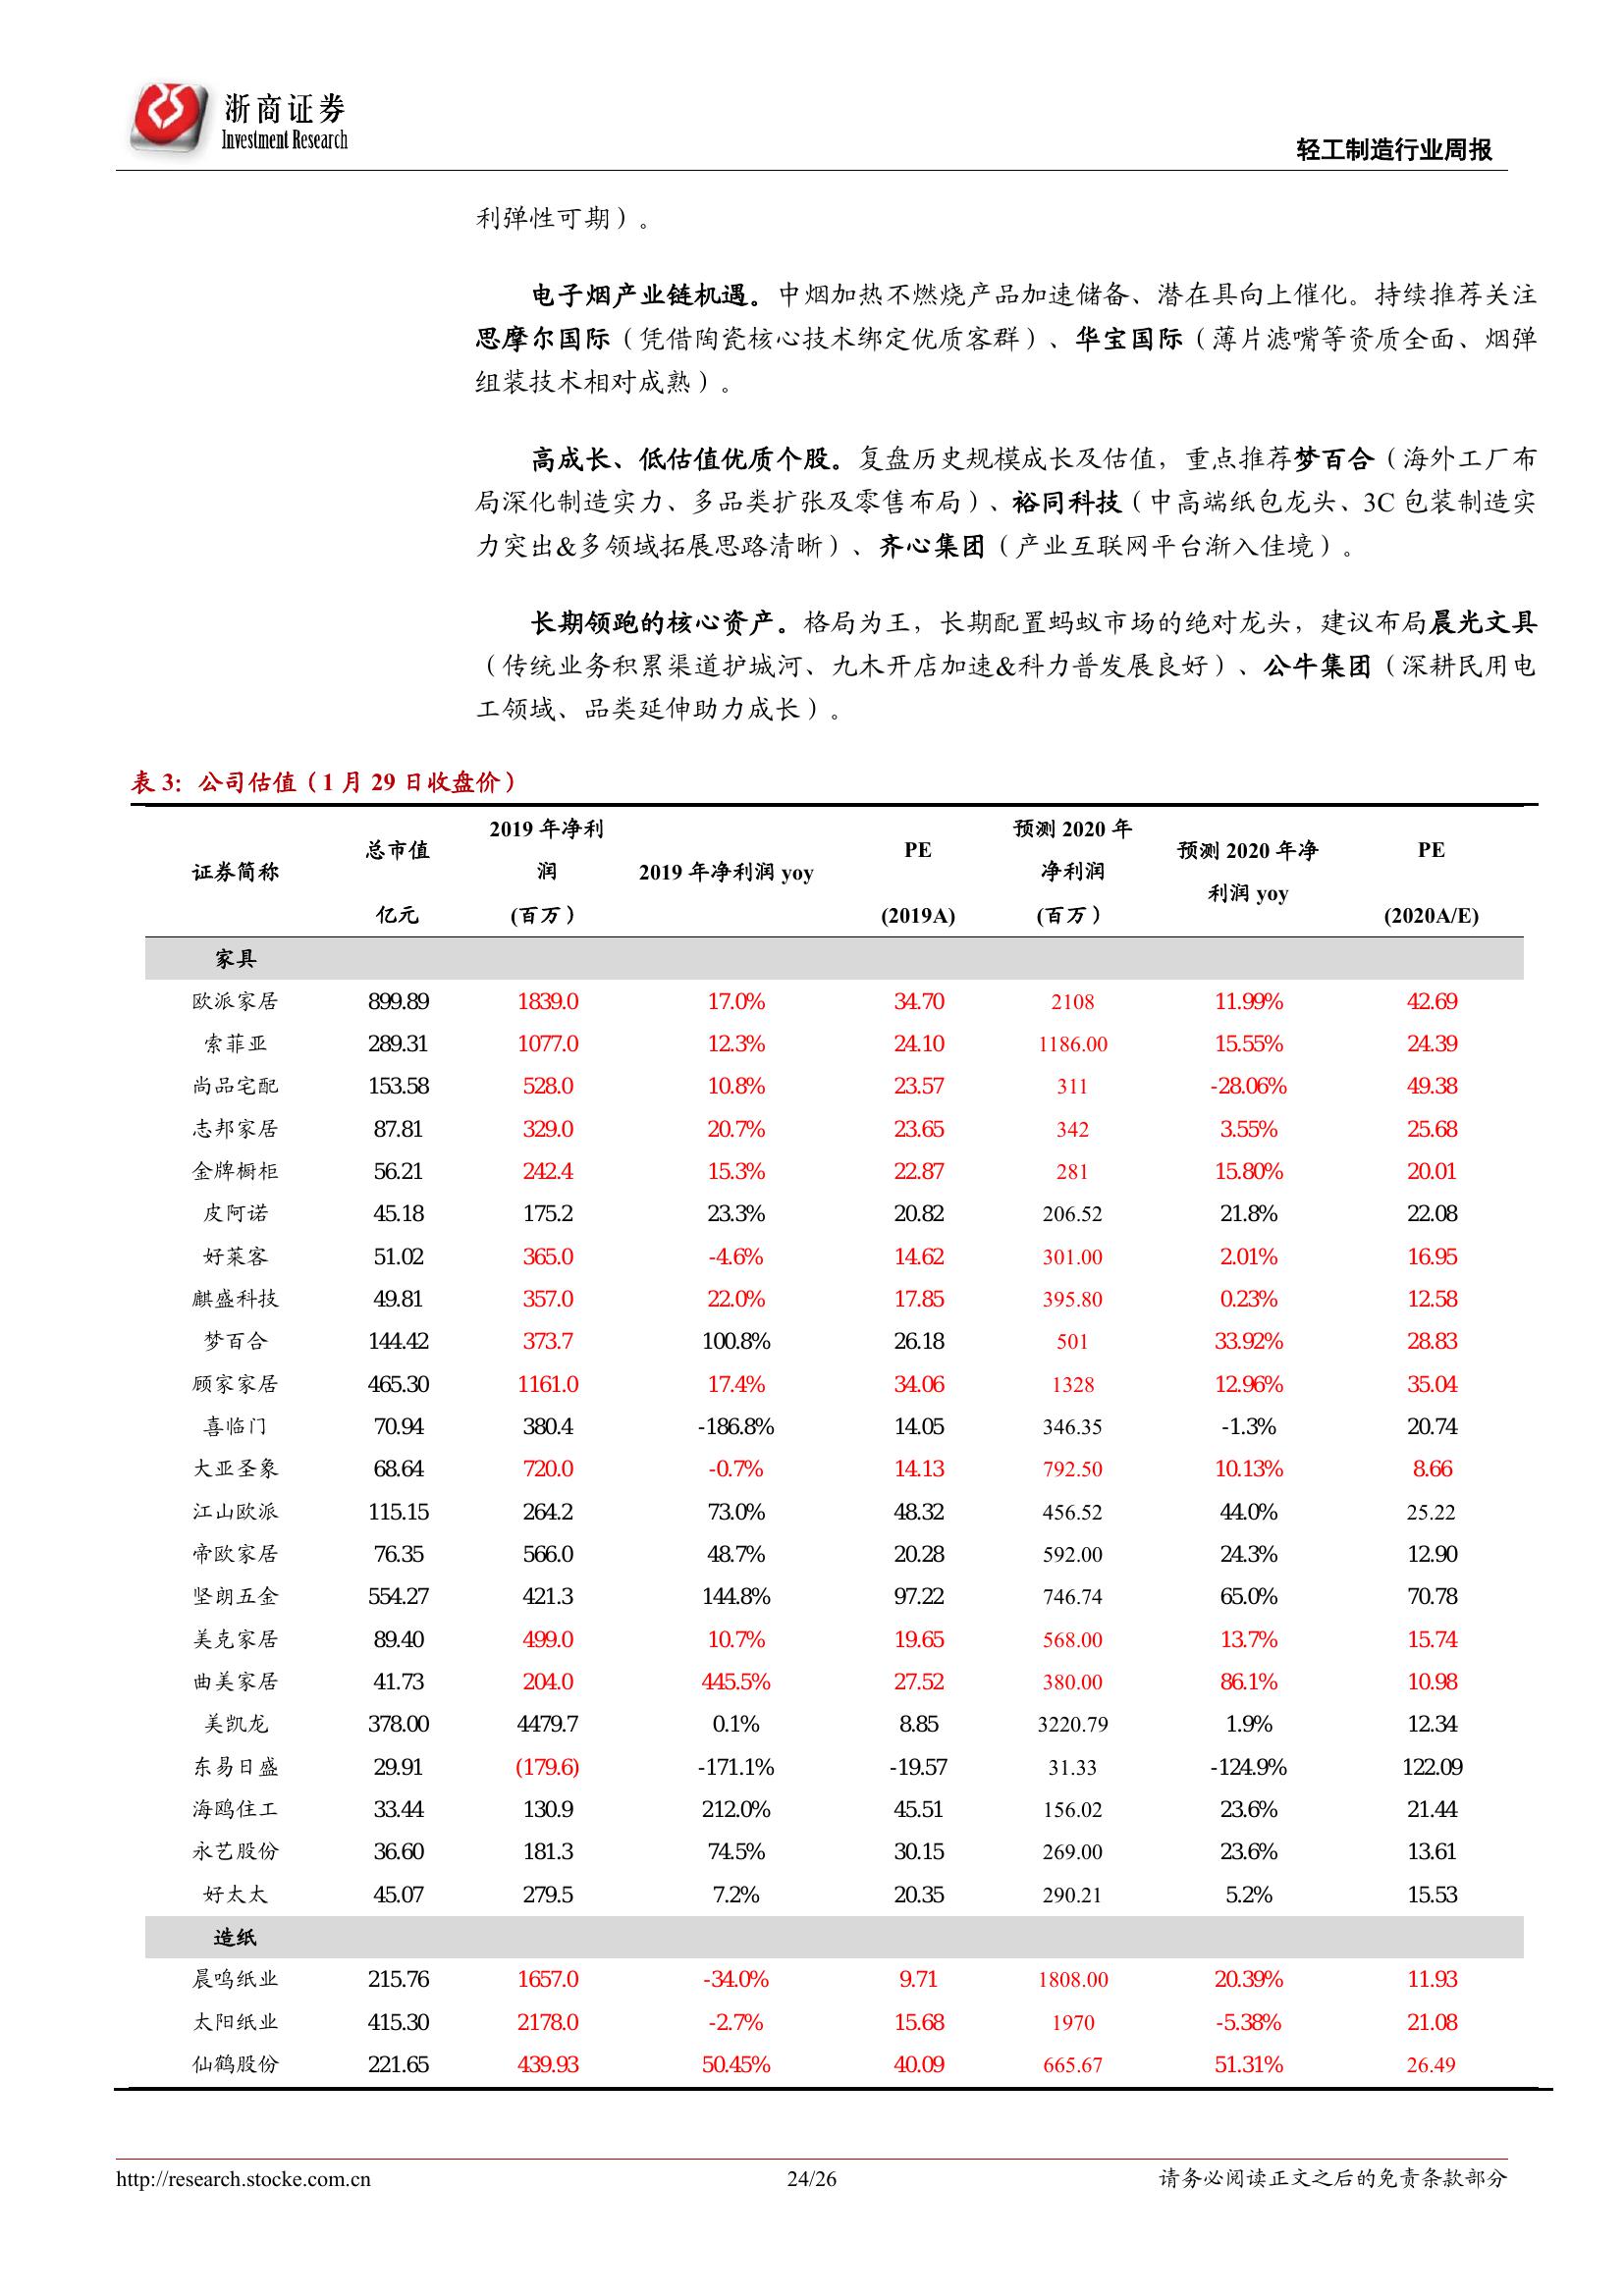 浙商证券
Investment Research
轻工制造行业周报
利弹性可期）。
电子烟产业链机遇。中烟加热不燃烧产品加速储备、潜在具向上催化。持续推荐关注
思摩尔国际（凭借陶瓷核心技术绑定优质客群）、华宝国际（薄片滤嘴等资质全面、烟弹
组装技术相对成熟）。
高成长、低估值优质个股。复盘历史规模成长及估值，重点推荐梦百合（海外工厂布
局深化制造实力、多品类扩张及零售布局）、裕同科技（中高端纸包龙头、3C 包装制造实
力突出&多领域拓展思路清晰）、齐心集团（产业互联网平台渐入佳境）。
长期领跑的核心资产。格局为王，长期配置蚂蚁市场的绝对龙头，建议布局晨光文具
（传统业务积累渠道护城河、九木开店加速&科力普发展良好）、公牛集团（深耕民用电
工领域、品类延伸助力成长）。
表 3：公司估值（1 月 29 日收盘价）
证券简称 总市值 亿元 2019 年净利润 (百万) 2019 年净利润 yoy PE (2019A) 预测 2020 年净利润 (百万) 预测 2020 年净利润 yoy PE (2020A/E)
家具
欧派家居 899.89 1839.0 17.0% 34.70 2108 11.99% 42.69
索菲亚 289.31 1077.0 12.3% 24.10 1186.00 15.55% 24.39
尚品宅配 153.58 528.0 10.8% 23.57 311 -28.06% 49.38
志邦家居 87.81 329.0 20.7% 23.65 342 3.55% 25.68
金牌橱柜 56.21 242.4 15.3% 22.87 281 15.80% 20.01
皮阿诺 45.18 175.2 23.3% 20.82 206.52 21.8% 22.08
好莱客 51.02 365.0 -4.6% 14.62 301.00 2.01% 16.95
麒盛科技 49.81 357.0 22.0% 17.85 395.80 0.23% 12.58
梦百合 144.42 373.7 100.8% 26.18 501 33.92% 28.83
顾家家居 465.30 1161.0 17.4% 34.06 1328 12.96% 35.04
喜临门 70.94 380.4 -186.8% 14.05 346.35 -1.3% 20.74
大亚圣象 68.64 720.0 -0.7% 14.13 792.50 10.13% 8.66
江山欧派 115.15 264.2 73.0% 48.32 456.52 44.0% 25.22
帝欧家居 76.35 566.0 48.7% 20.28 592.00 24.3% 12.90
坚朗五金 554.27 421.3 144.8% 97.22 746.74 65.0% 70.78
美克家居 89.40 499.0 10.7% 19.65 568.00 13.7% 15.74
曲美家居 41.73 204.0 445.5% 27.52 380.00 86.1% 10.98
美凯龙 378.00 4479.7 0.1% 8.85 3220.79 1.9% 12.34
东易日盛 29.91 (179.6) -171.1% -19.57 31.33 -124.9% 122.09
海鸥住工 33.44 130.9 212.0% 45.51 156.02 23.6% 21.44
永艺股份 36.60 181.3 74.5% 30.15 269.00 23.6% 13.61
好太太 45.07 279.5 7.2% 20.35 290.21 5.2% 15.53
造纸
晨鸣纸业 215.76 1657.0 -34.0% 9.71 1808.00 20.39% 11.93
太阳纸业 415.30 2178.0 -2.7% 15.68 1970 -5.38% 21.08
仙鹤股份 221.65 439.93 50.45% 40.09 665.67 51.31% 26.49
http://research.stocke.com.cn 24/26 请务必阅读正文之后的免责条款部分